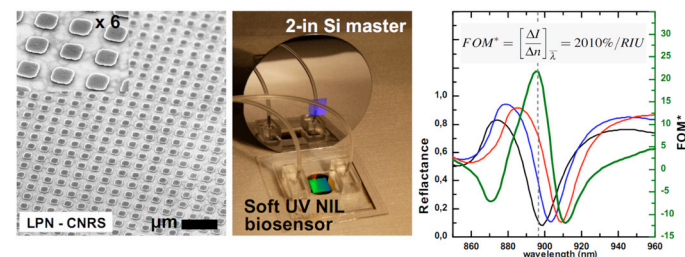 x 6
LPN - CNRS
µm
2-in Si master
Soft UV NIL
biosensor
FOM* = [ΔI/Δn]_λ̄ = 2010%/RIU
Reflectance
1,0
0,8
0,6
0,4
0,2
0,0
25
20
15
10
5
0
-5
-10
-15
FOM*
860 880 900 920 940 960
wavelength (nm)